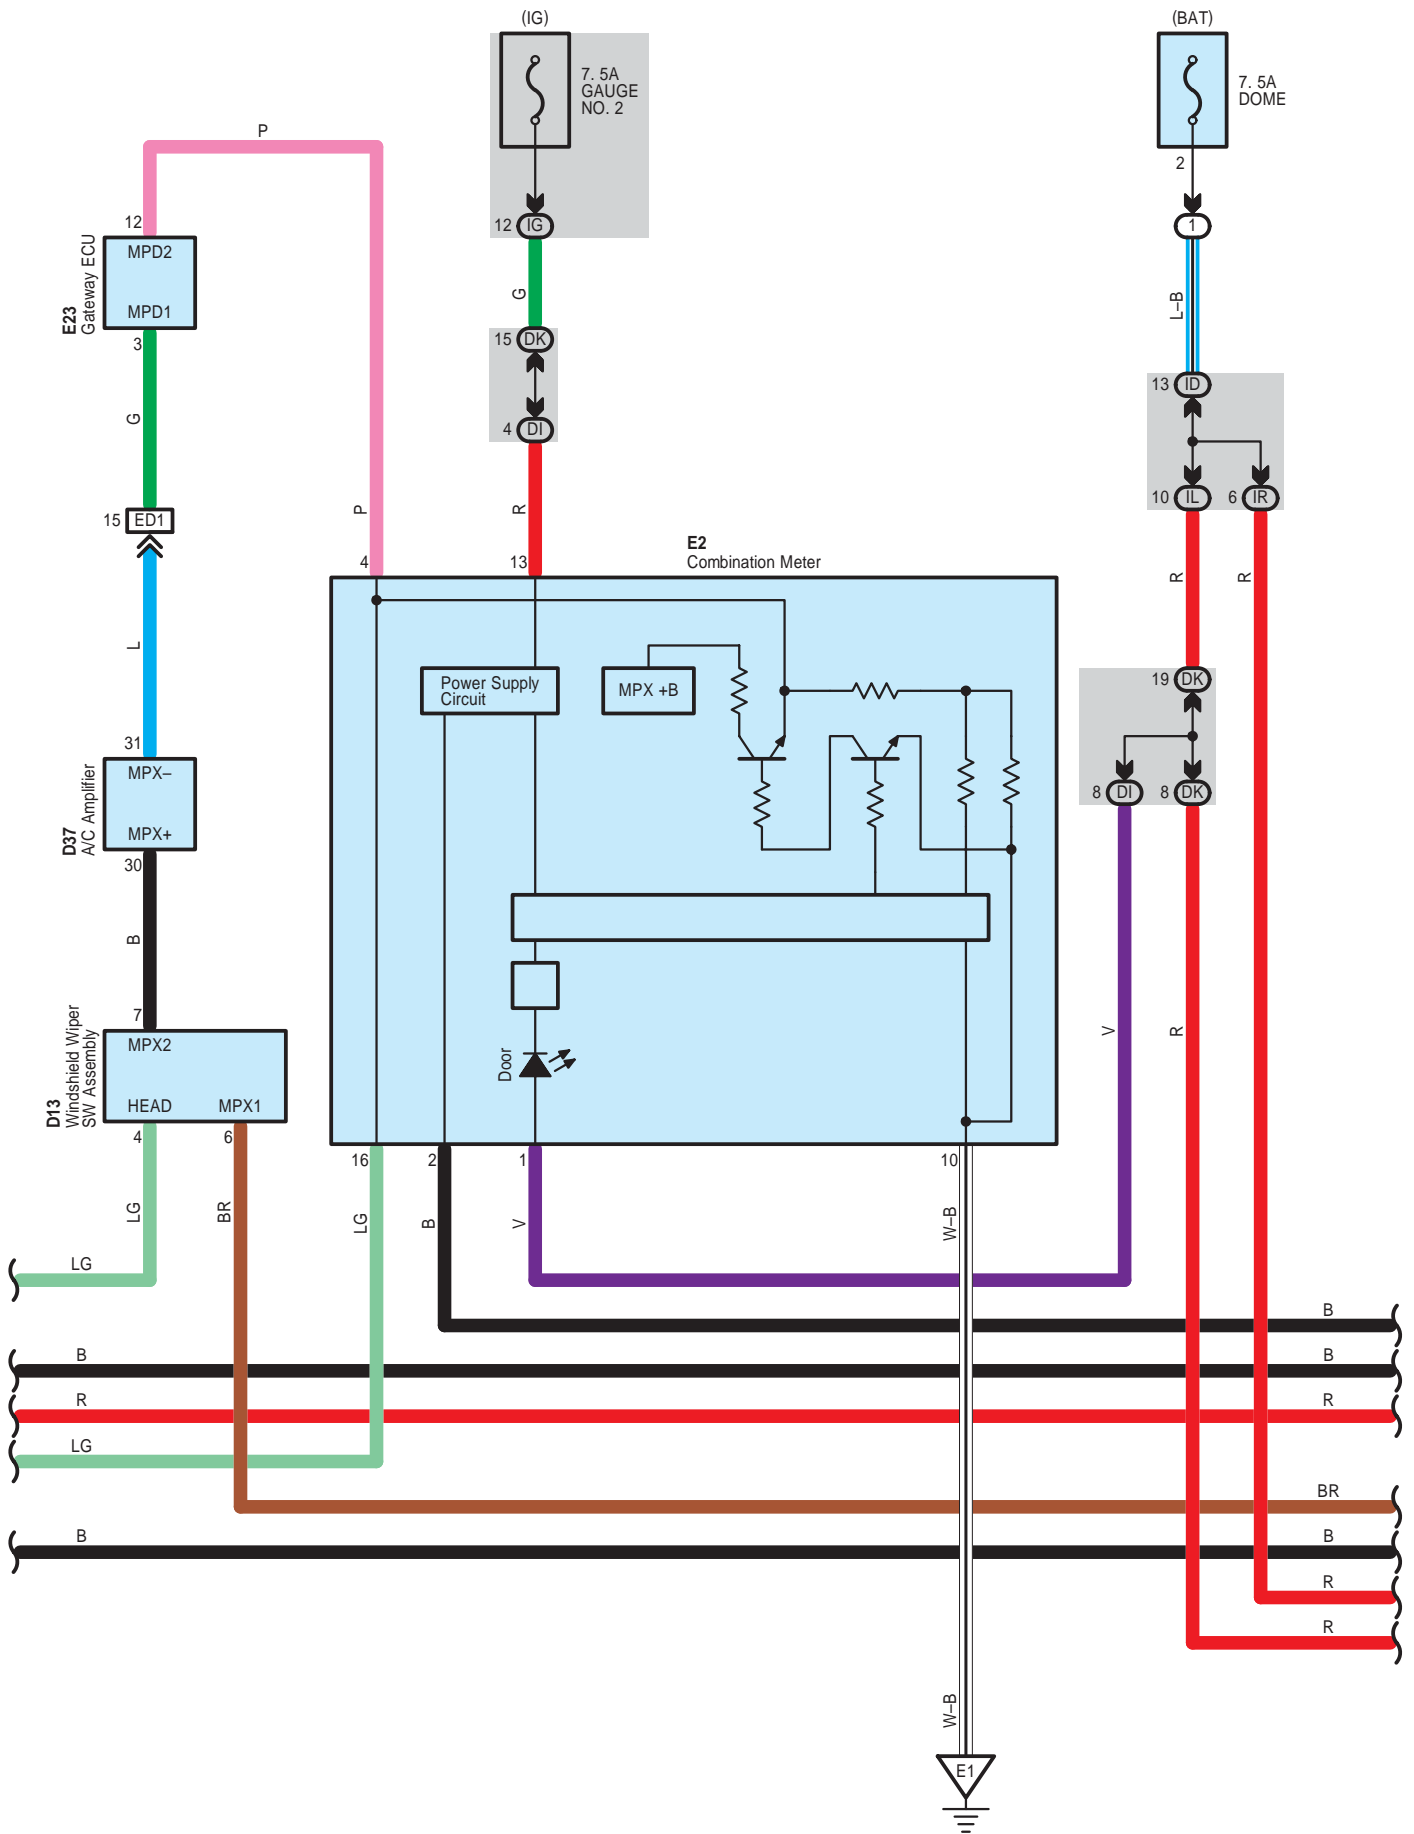 (IG)
(BAT)
7. 5A
GAUGE
NO. 2
7. 5A
DOME
P
2
12
12 IG
1
E23
Gateway ECU
MPD2
MPD1
G
L–B
3
15 DK
13 ID
G
4 DI
10 IL
6 IR
P
R
15 ED1
E2
Combination Meter
4
13
R
R
L
Power Supply
Circuit
MPX +B
19 DK
31
D37
A/C Amplifier
MPX–
MPX+
8 DI
8 DK
30
B
7
D13
Windshield Wiper
SW Assembly
MPX2
HEAD
MPX1
Door
V
R
4
6
16
2
1
10
LG
BR
LG
B
V
W–B
LG
B
B
B
R
R
LG
BR
B
B
R
R
W–B
E1